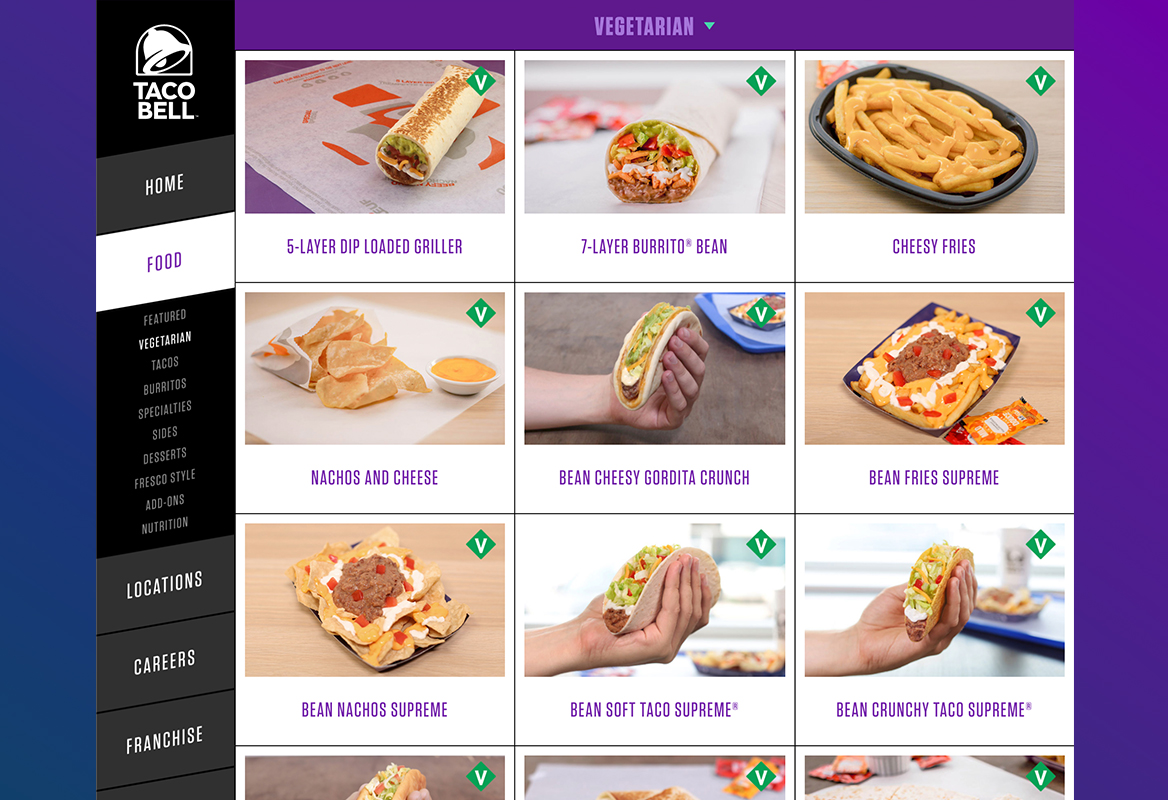 TACO
BELL™
HOME
FOOD
FEATURED
VEGETARIAN
TACOS
BURRITOS
SPECIALTIES
SIDES
DESSERTS
FRESCO STYLE
ADD-ONS
NUTRITION
LOCATIONS
CAREERS
FRANCHISE
VEGETARIAN
V
V
V
5-LAYER DIP LOADED GRILLER
7-LAYER BURRITO® BEAN
CHEESY FRIES
V
V
V
NACHOS AND CHEESE
BEAN CHEESY GORDITA CRUNCH
BEAN FRIES SUPREME
V
V
V
BEAN NACHOS SUPREME
BEAN SOFT TACO SUPREME®
BEAN CRUNCHY TACO SUPREME®
V
V
V